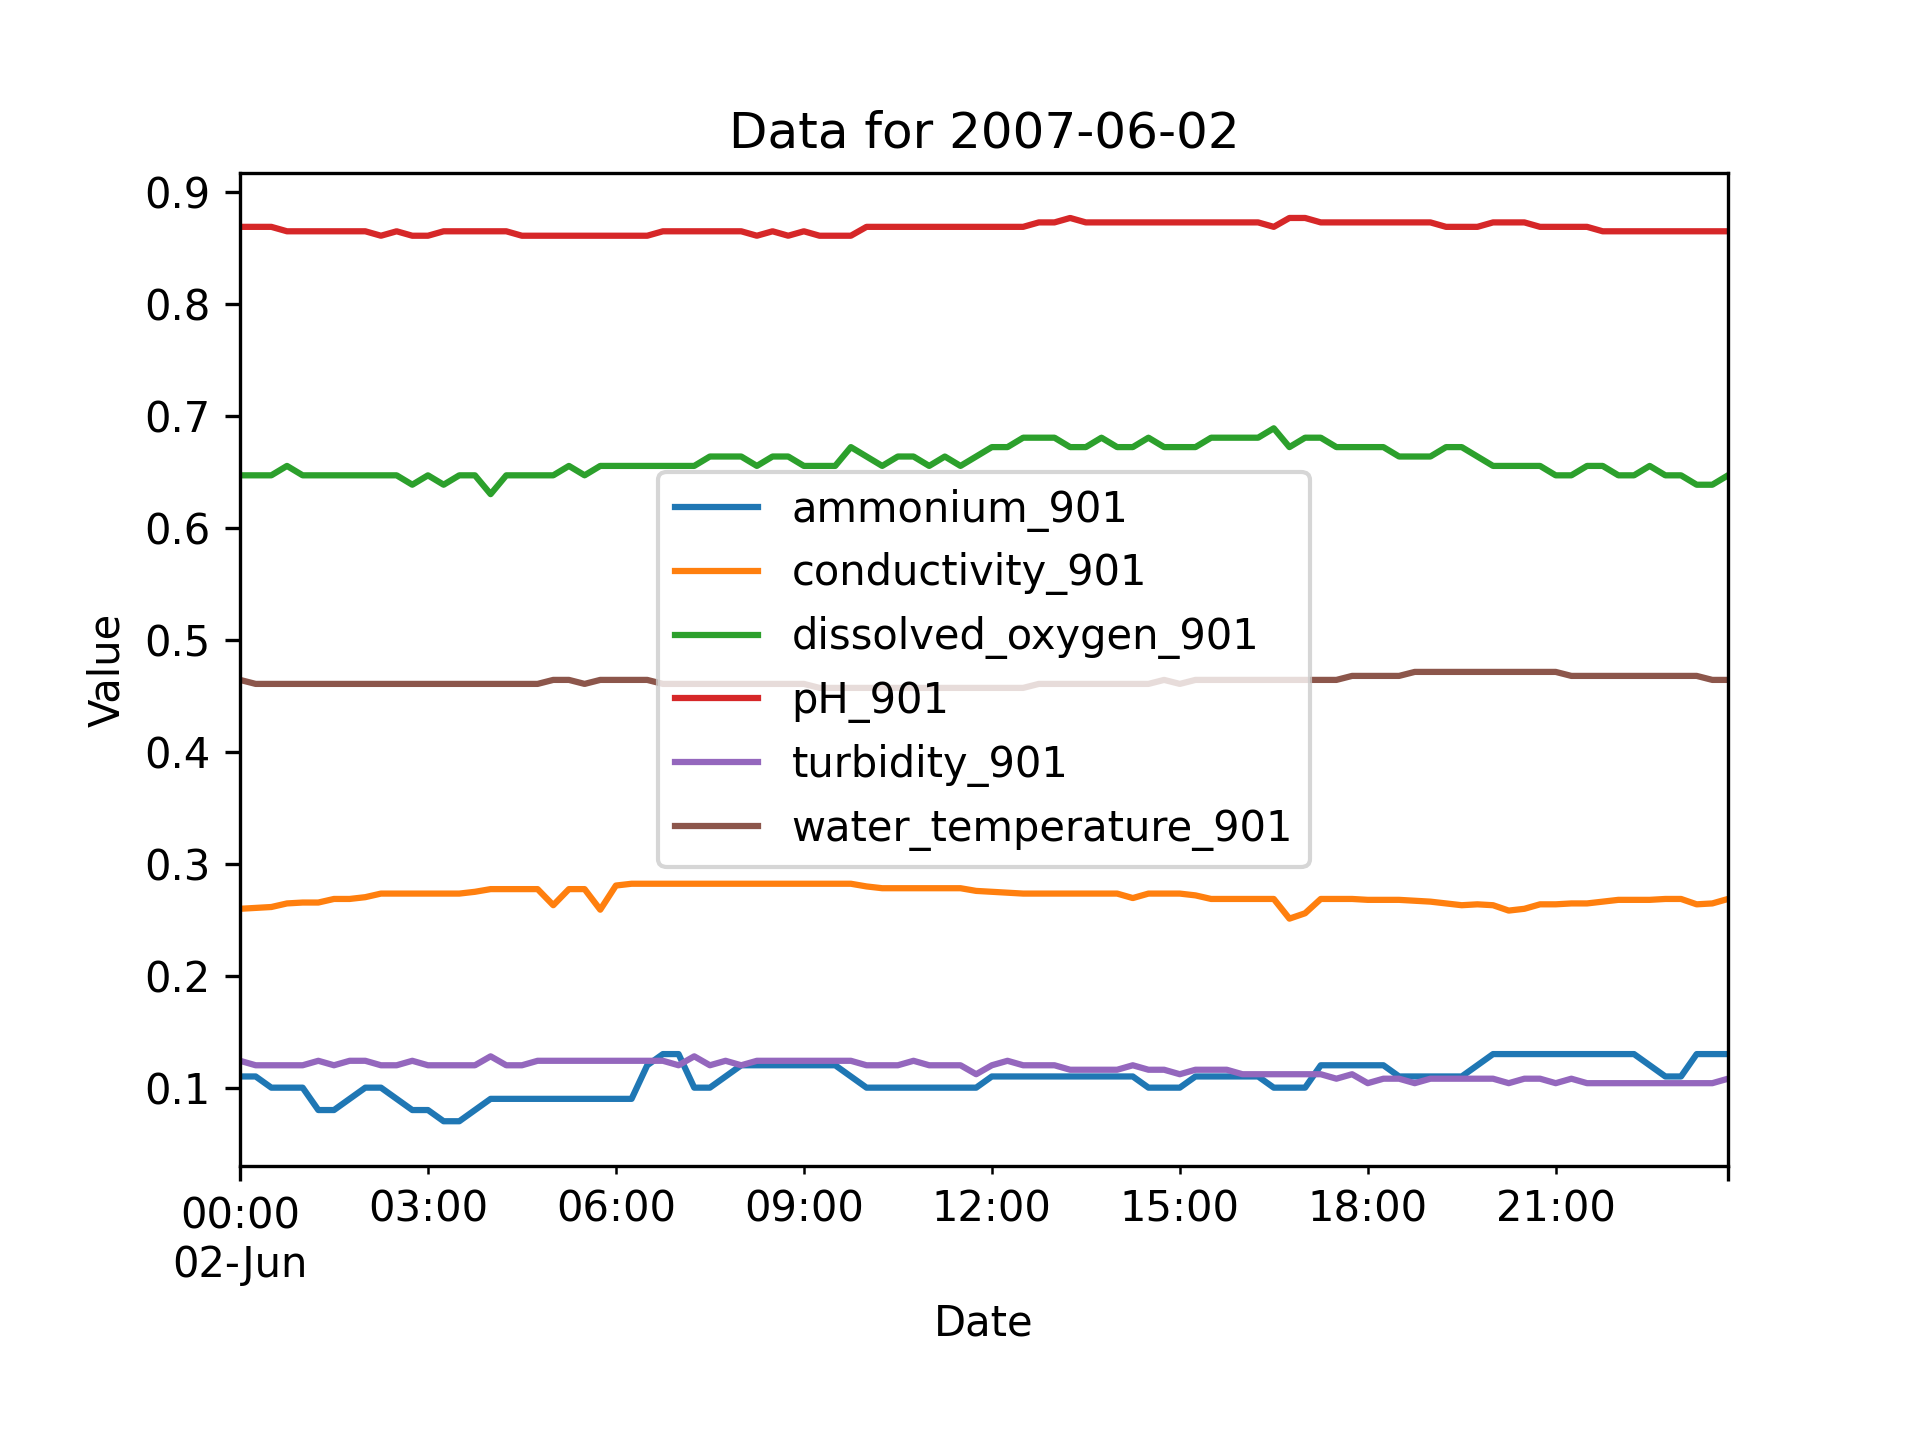 Data for 2007-06-02
0.9
0.8
0.7
0.6
0.5
0.4
0.3
0.2
0.1
Value
ammonium_901
conductivity_901
dissolved_oxygen_901
pH_901
turbidity_901
water_temperature_901
00:00 03:00 06:00 09:00 12:00 15:00 18:00 21:00
02-Jun
Date